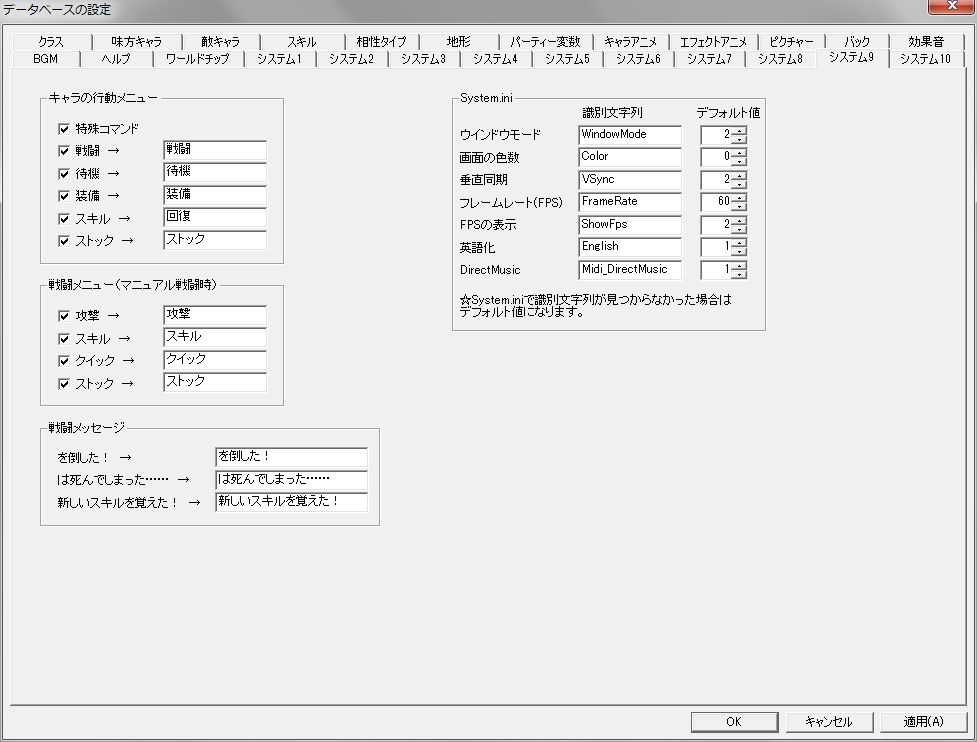 データベースの設定
クラス 味方キャラ 敵キャラ スキル 相性タイプ 地形 パーティー変数 キャラアニメ エフェクトアニメ ピクチャー バック 効果音
BGM ヘルプ ワールドチップ システム1 システム2 システム3 システム4 システム5 システム6 システム7 システム8 システム9 システム10
キャラの行動メニュー
特殊コマンド
戦闘 → 戦闘
待機 → 待機
装備 → 装備
スキル → 回復
ストック → ストック
戦闘メニュー(マニュアル戦闘時)
攻撃 → 攻撃
スキル → スキル
クイック → クイック
ストック → ストック
戦闘メッセージ
を倒した! → を倒した!
は死んでしまった…… → は死んでしまった……
新しいスキルを覚えた! → 新しいスキルを覚えた!
System.ini
識別文字列 デフォルト値
ウインドウモード WindowMode 2
画面の色数 Color 0
垂直同期 VSync 2
フレームレート(FPS) FrameRate 60
FPSの表示 ShowFps 2
英語化 English 1
DirectMusic Midi_DirectMusic 1
☆System.iniで識別文字列が見つからなかった場合は
デフォルト値になります。
OK キャンセル 適用(A)